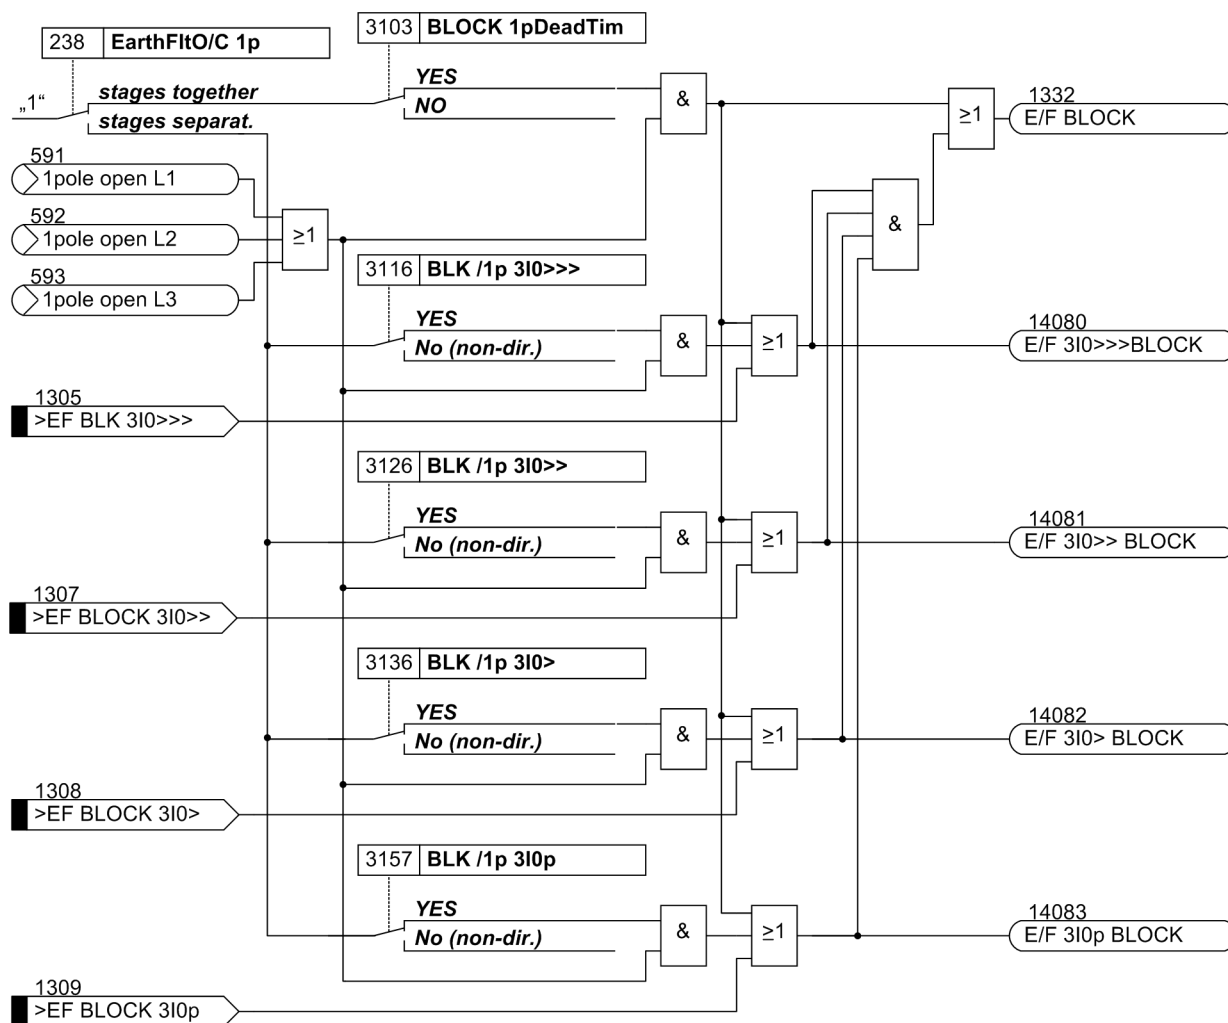 238 EarthFltO/C 1p
3103 BLOCK 1pDeadTim
„1“
stages together
stages separat.
YES
NO
&
≥1
1332
E/F BLOCK
591
1pole open L1
592
1pole open L2
593
1pole open L3
≥1
&
3116 BLK /1p 3I0>>>
YES
No (non-dir.)
&
≥1
14080
E/F 3I0>>>BLOCK
1305
>EF BLK 3I0>>>
3126 BLK /1p 3I0>>
YES
No (non-dir.)
&
≥1
14081
E/F 3I0>> BLOCK
1307
>EF BLOCK 3I0>>
3136 BLK /1p 3I0>
YES
No (non-dir.)
&
≥1
14082
E/F 3I0> BLOCK
1308
>EF BLOCK 3I0>
3157 BLK /1p 3I0p
YES
No (non-dir.)
&
≥1
14083
E/F 3I0p BLOCK
1309
>EF BLOCK 3I0p